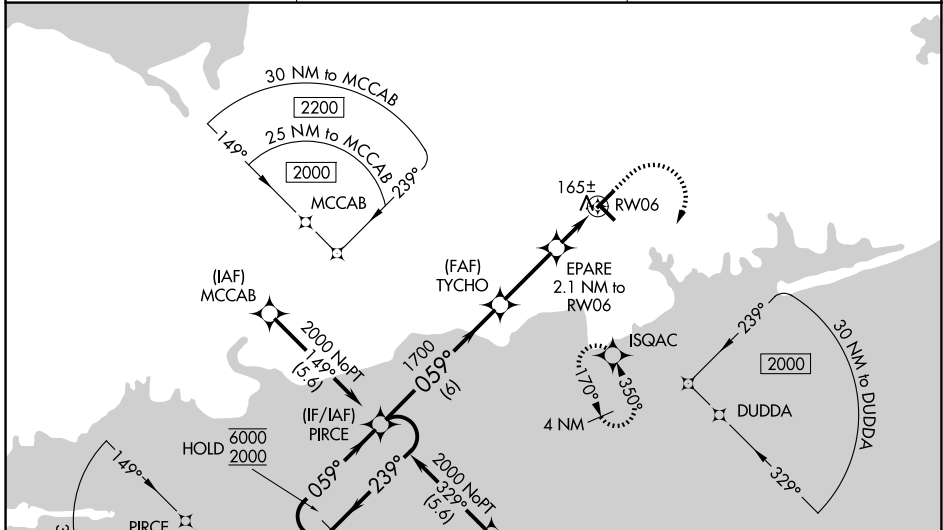 30 NM to MCCAB
2200
149°
25 NM to MCCAB
2000
239°
MCCAB
165±
RW06
(FAF)
TYCHO
EPARE
2.1 NM to
RW06
(IAF)
MCCAB
2000 NoPT
149°
(5.6)
1700
059°
(6)
ISQAC
170°
350°
4 NM
239°
30 NM to DUDDA
2000
DUDDA
329°
(IF/IAF)
PIRCE
HOLD
6000
2000
059°
239°
2000 NoPT
329°
(5.6)
149°
PIRCE